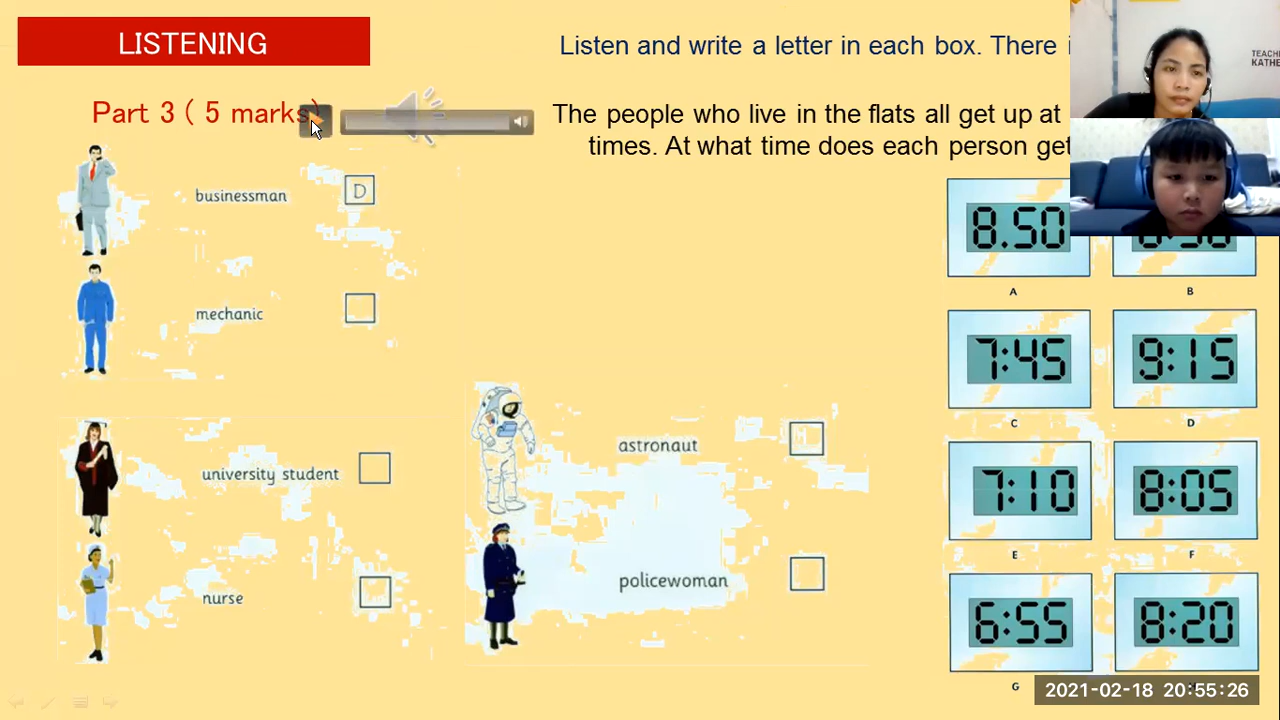 LISTENING
Listen and write a letter in each box. There
Part 3 ( 5 marks)
The people who live in the flats all get up at
times. At what time does each person get
businessman
D
mechanic
university student
nurse
astronaut
policewoman
8.50
A
B
7:45
9:15
C
D
7:10
8:05
E
F
6:55
8:20
G
TEACH
KATHE
2021-02-18 20:55:26